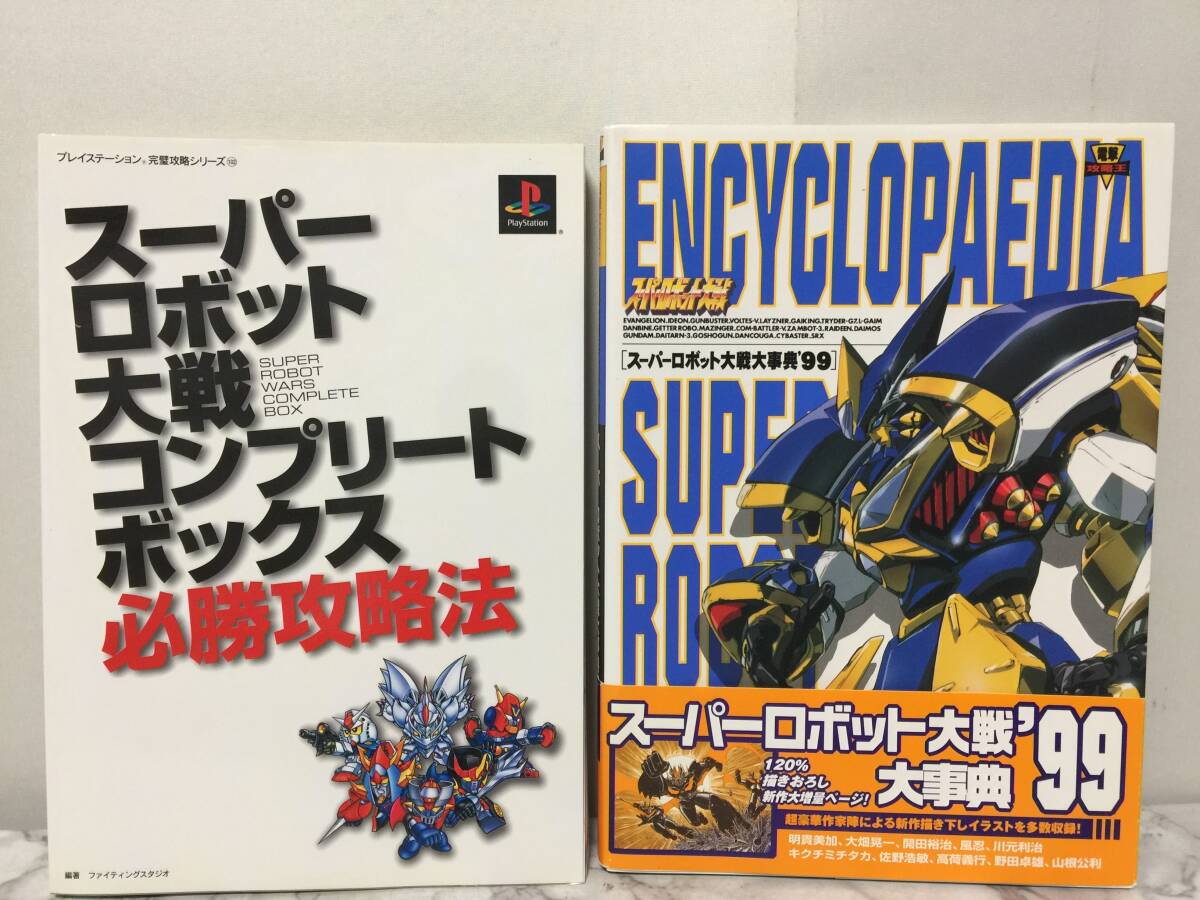 プレイステーション®完璧攻略シリーズ102
PlayStation®
スーパー
ロボット
大戦
SUPER
ROBOT
WARS
COMPLETE
BOX
コンプリート
ボックス
必勝攻略法
編著 ファイティングスタジオ
ENCYCLOPAEDIA
電撃
攻略王
スーパーロボット大戦
EVANGELION.IDEON.GUNBUSTER.VOLTES-V.LAYZNER.GAIKING.TRYDER-G7.L-GAIM
DANBINE.GETTER ROBO.MAZINGER.COM-BATTLER-V.ZAMBOT-3.RAIDEEN.DAIMOS
GUNDAM.DAITARN-3.GOSHOGUN.DANCOUGA.CYBASTER.SRX
[スーパーロボット大戦大事典'99]
SUPER
ROBOT
スーパーロボット大戦'99
大事典
120%
描きおろし
新作大増量ページ!
超豪華作家陣による新作描き下しイラストを多数収録!
明貴美加、大畑晃一、開田裕治、風忍、川元利治
キクチミチタカ、佐野浩敏、高荷義行、野田卓雄、山根公利